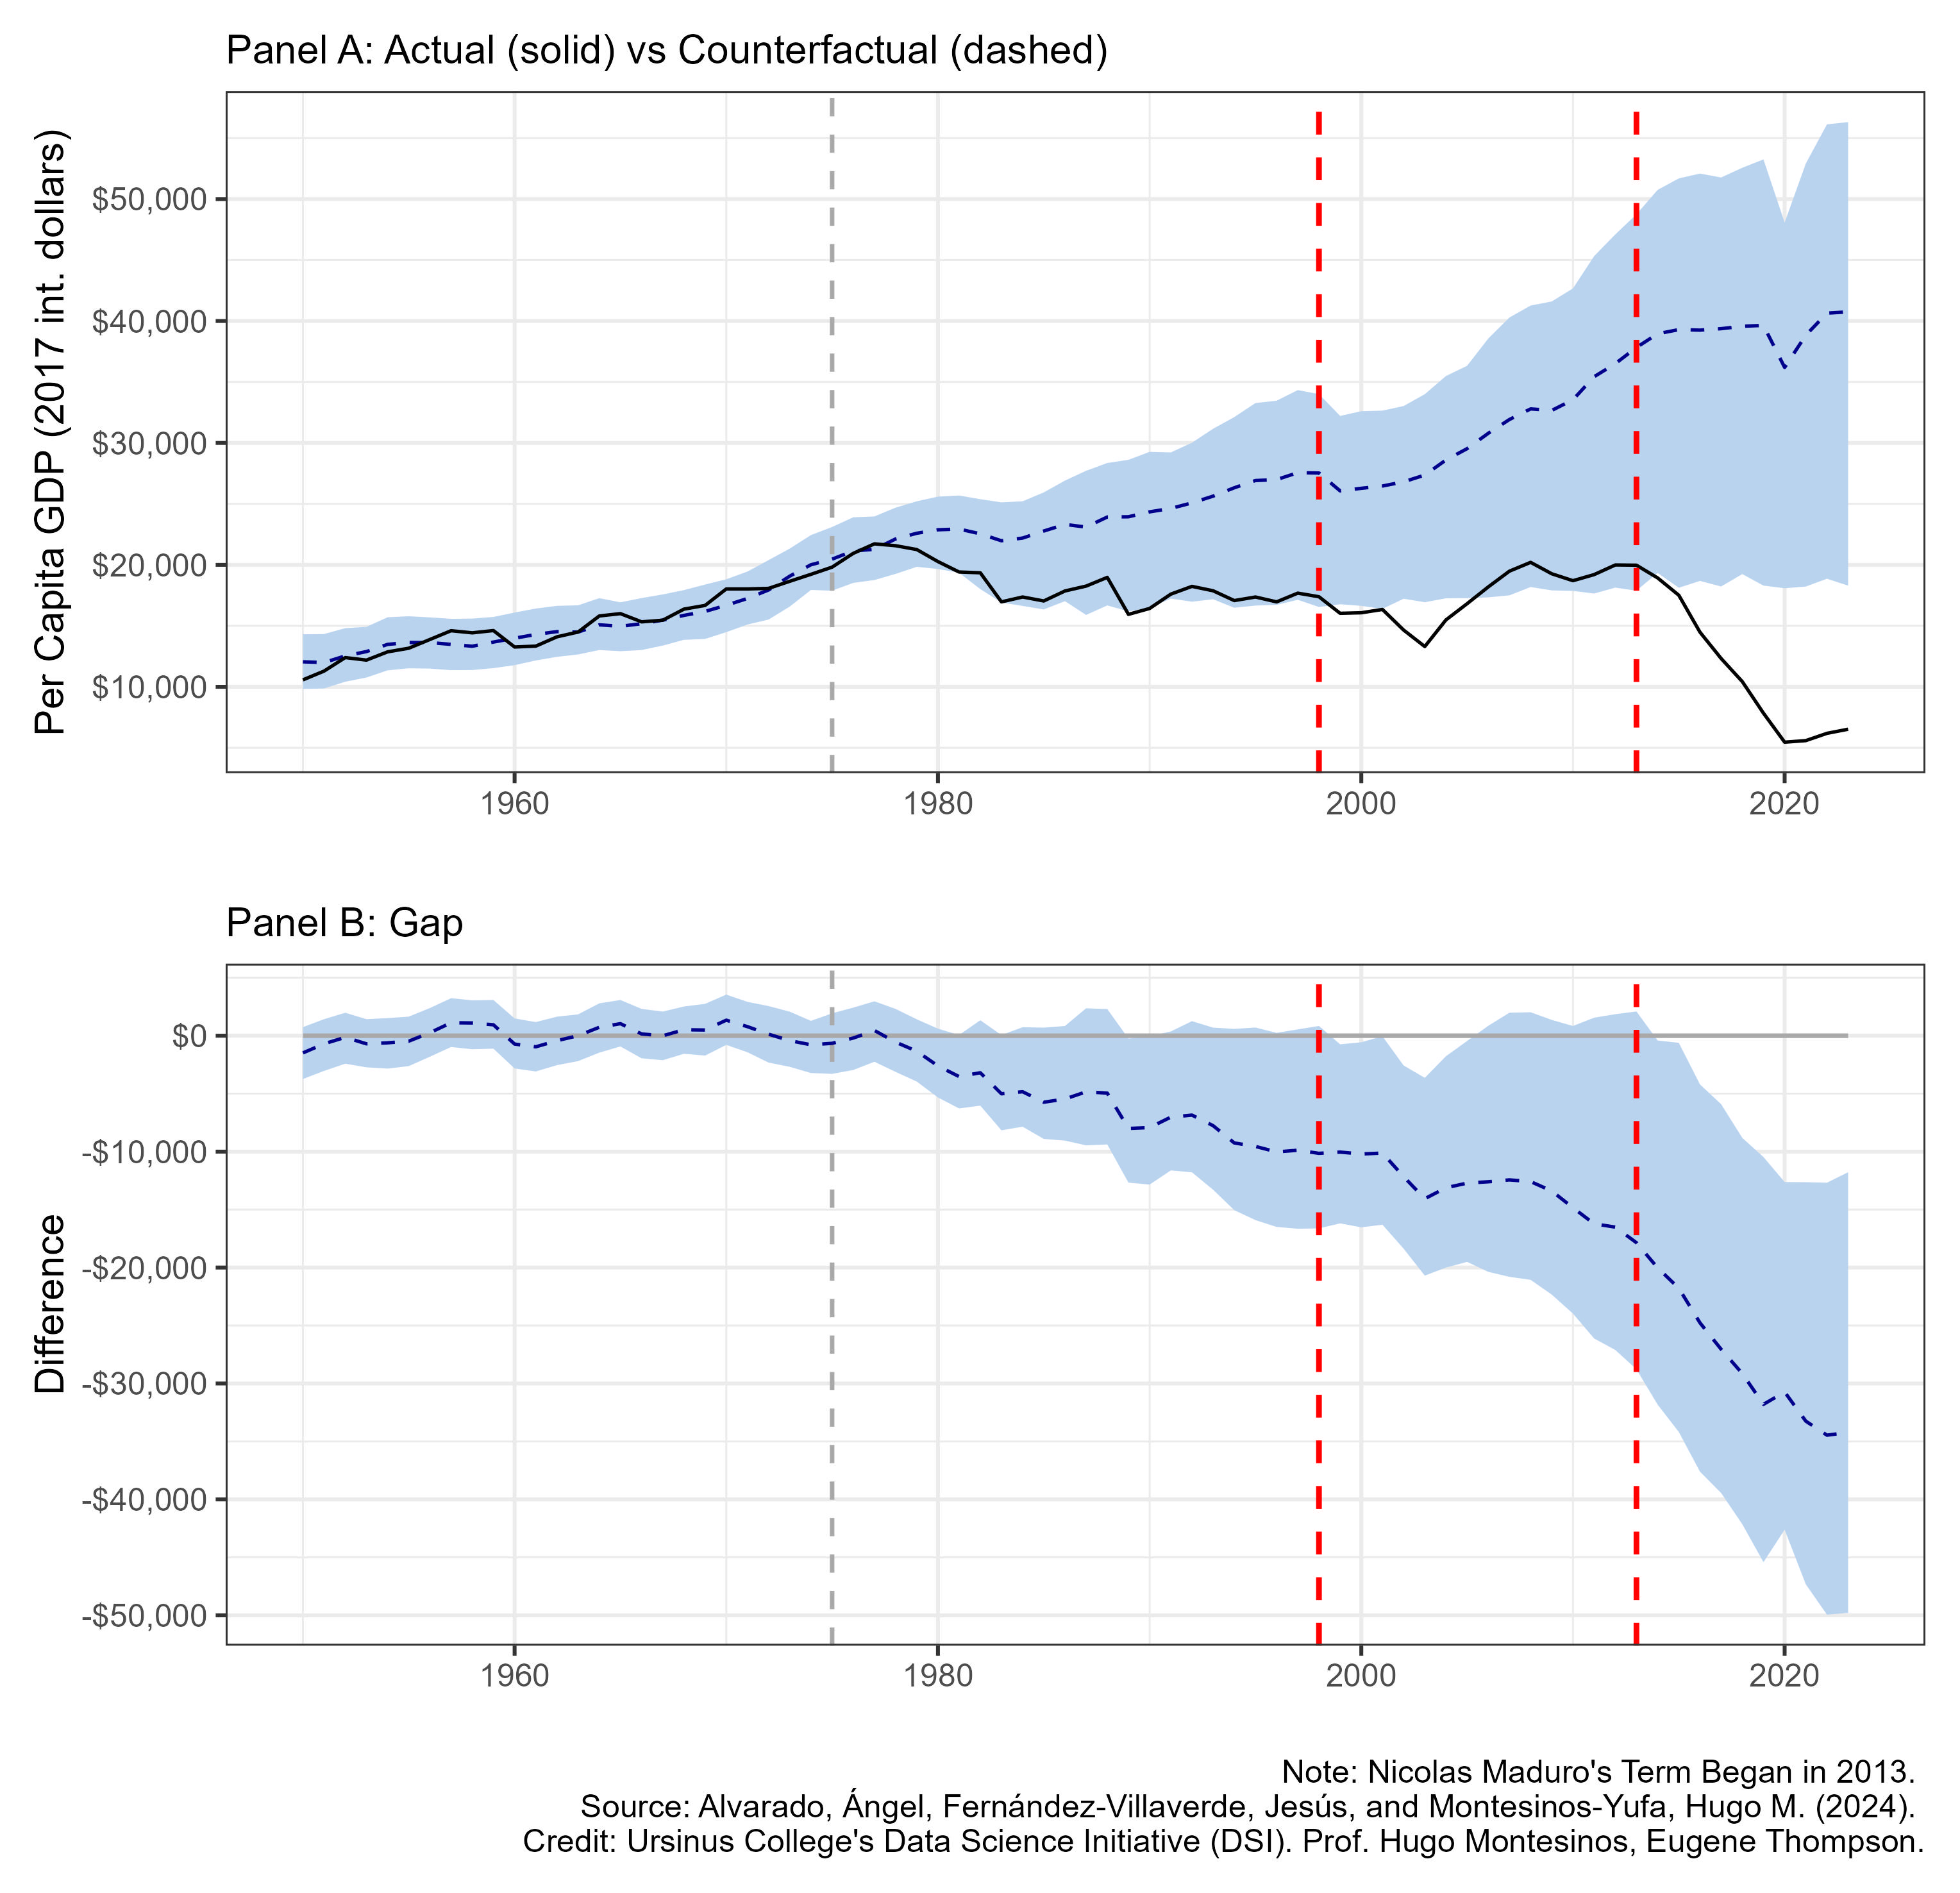 Panel A: Actual (solid) vs Counterfactual (dashed)
Per Capita GDP (2017 int. dollars)
$50,000
$40,000
$30,000
$20,000
$10,000
1960
1980
2000
2020
Panel B: Gap
Difference
$0
-$10,000
-$20,000
-$30,000
-$40,000
-$50,000
1960
1980
2000
2020
Note: Nicolas Maduro's Term Began in 2013.
Source: Alvarado, Ángel, Fernández-Villaverde, Jesús, and Montesinos-Yufa, Hugo M. (2024).
Credit: Ursinus College's Data Science Initiative (DSI). Prof. Hugo Montesinos, Eugene Thompson.